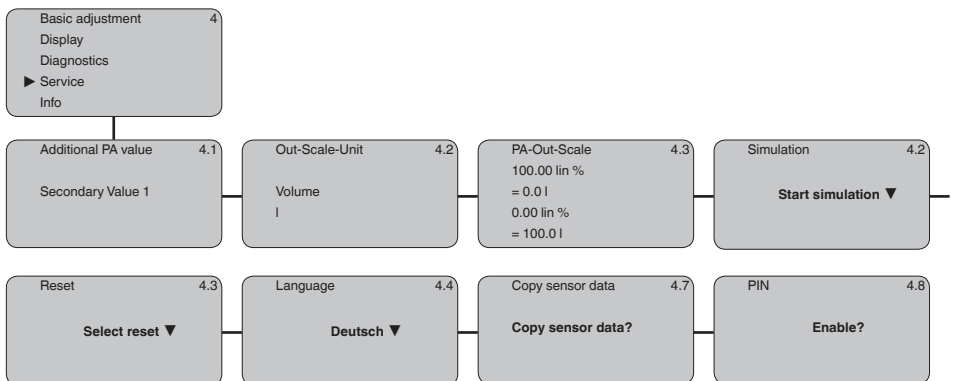 Basic adjustment 4
Display
Diagnostics
▶ Service
Info
Additional PA value 4.1
Secondary Value 1
Out-Scale-Unit 4.2
Volume
l
PA-Out-Scale 4.3
100.00 lin %
= 0.0 l
0.00 lin %
= 100.0 l
Simulation 4.2
Start simulation ▼
Reset 4.3
Select reset ▼
Language 4.4
Deutsch ▼
Copy sensor data 4.7
Copy sensor data?
PIN 4.8
Enable?